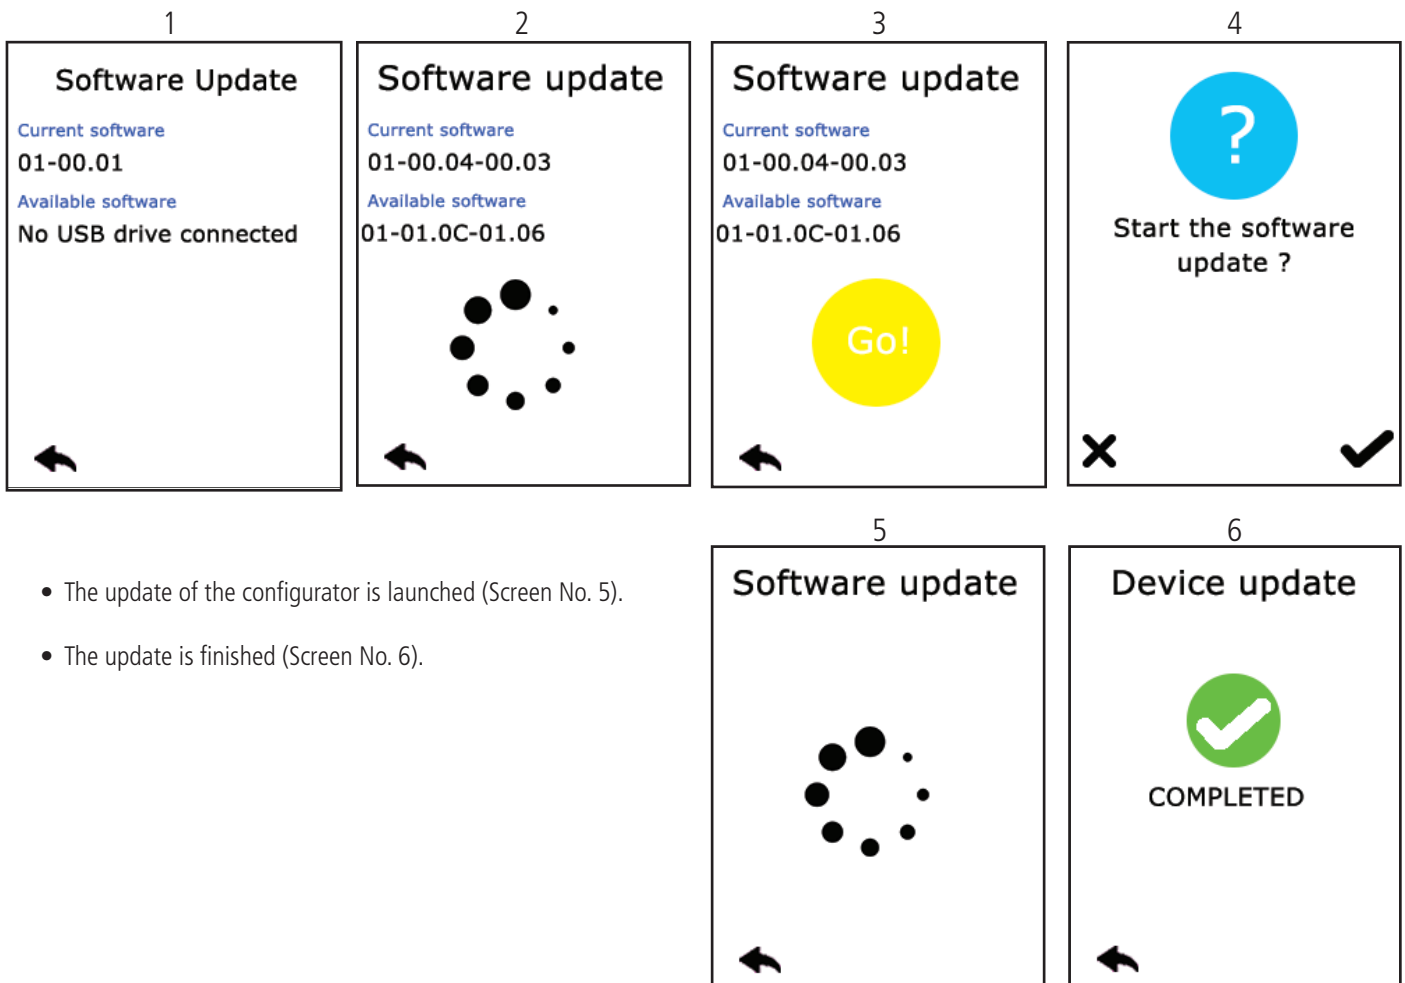 1
Software Update
Current software
01-00.01
Available software
No USB drive connected
2
Software update
Current software
01-00.04-00.03
Available software
01-01.0C-01.06
3
Software update
Current software
01-00.04-00.03
Available software
01-01.0C-01.06
Go!
4
?
Start the software
update ?
• The update of the configurator is launched (Screen No. 5).
• The update is finished (Screen No. 6).
5
Software update
6
Device update
COMPLETED